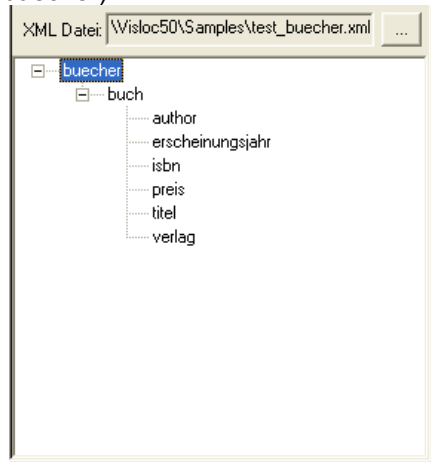 XML Datei: \Visloc50\Samples\test_buecher.xml ...
buecher
buch
author
erscheinungsjahr
isbn
preis
titel
verlag